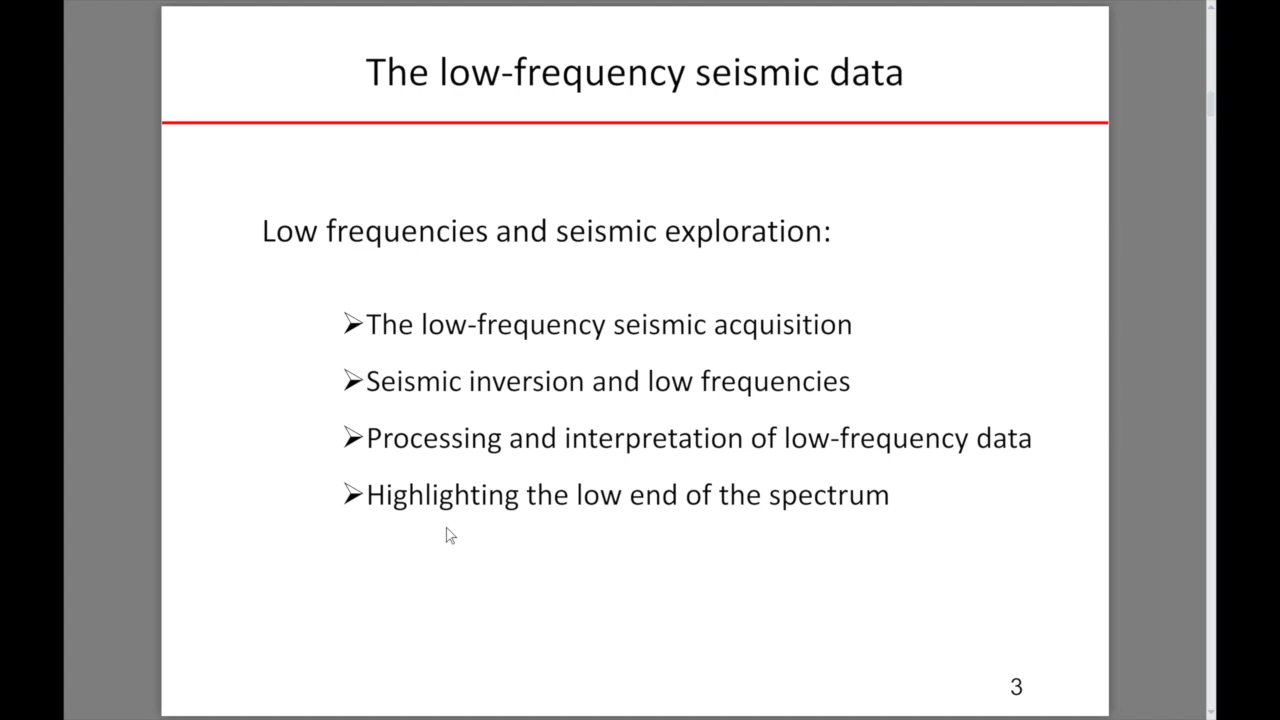 The low-frequency seismic data
Low frequencies and seismic exploration:
➢The low-frequency seismic acquisition
➢Seismic inversion and low frequencies
➢Processing and interpretation of low-frequency data
➢Highlighting the low end of the spectrum
3